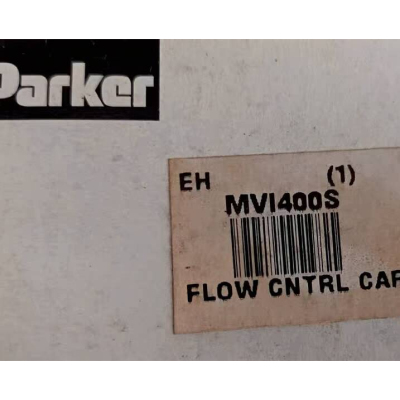 Parker
EH (1)
MVI400S
FLOW CNTRL CAR